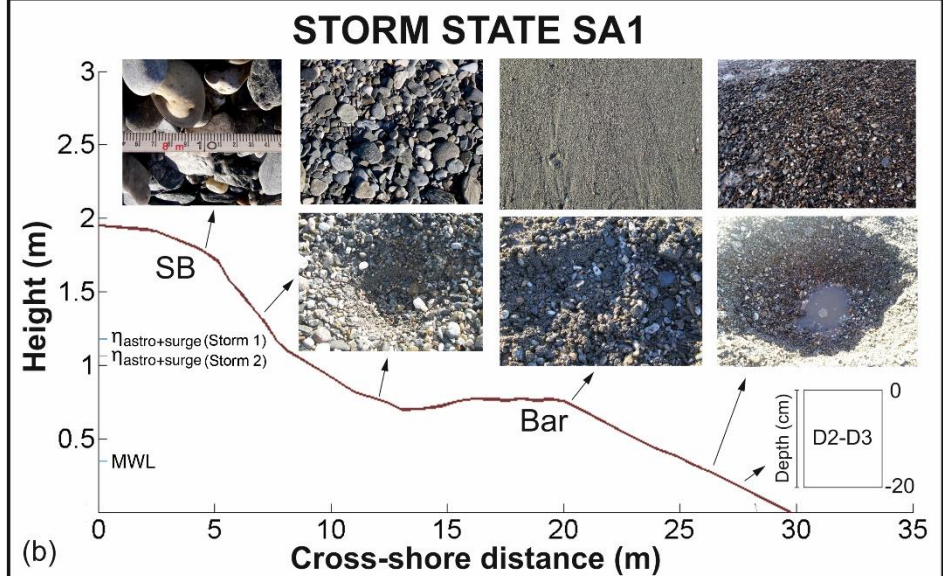 STORM STATE SA1
3
2.5
2
1.5
1
0.5
Height (m)
SB
ηastro+surge (Storm 1)
ηastro+surge (Storm 2)
MWL
Bar
Depth (cm)
0
D2-D3
-20
0 5 10 15 20 25 30 35
(b)
Cross-shore distance (m)